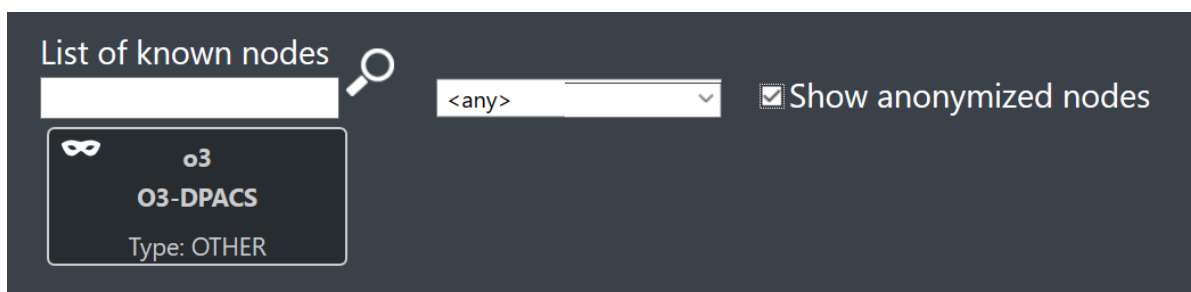 List of known nodes
<any>
Show anonymized nodes
o3
O3-DPACS
Type: OTHER